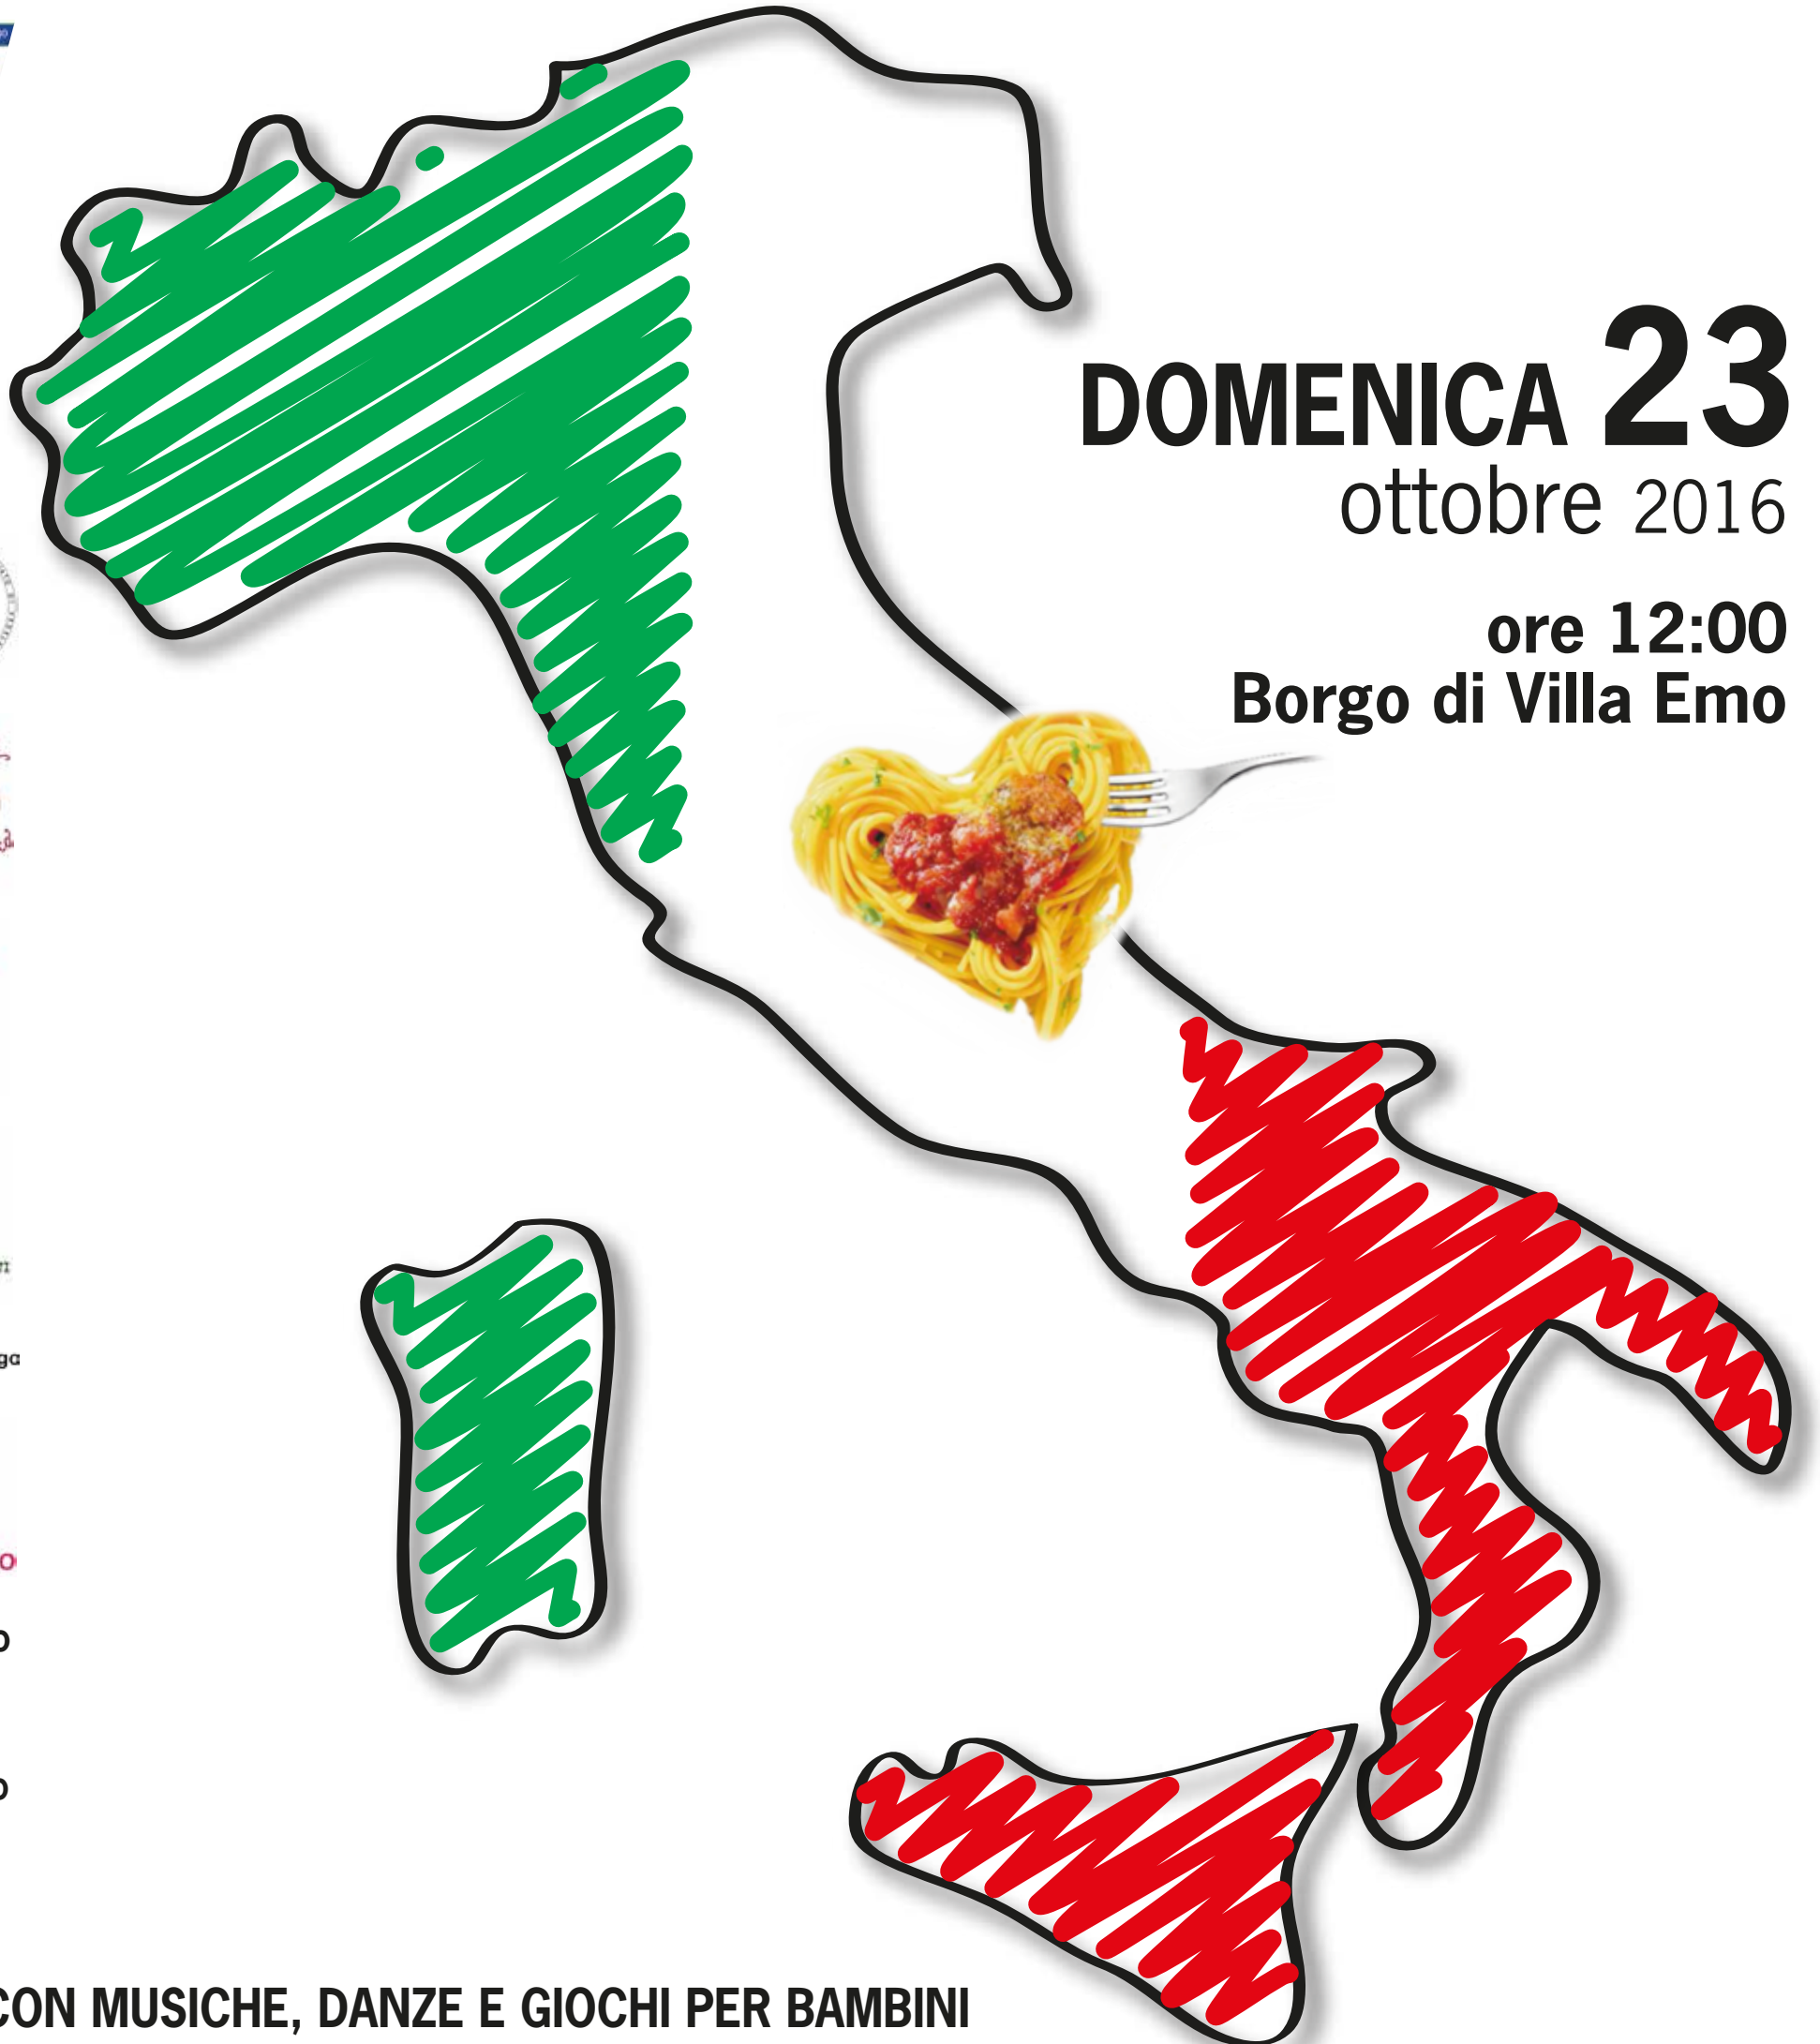 DOMENICA 23
ottobre 2016
ore 12:00
Borgo di Villa Emo
CON MUSICHE, DANZE E GIOCHI PER BAMBINI